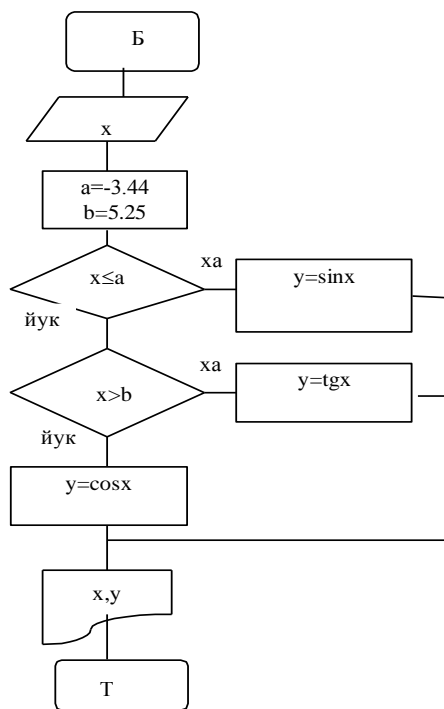 Б
x
a=-3.44
b=5.25
x≤a
ха
y=sinx
йук
x>b
ха
y=tgx
йук
y=cosx
x,y
Т